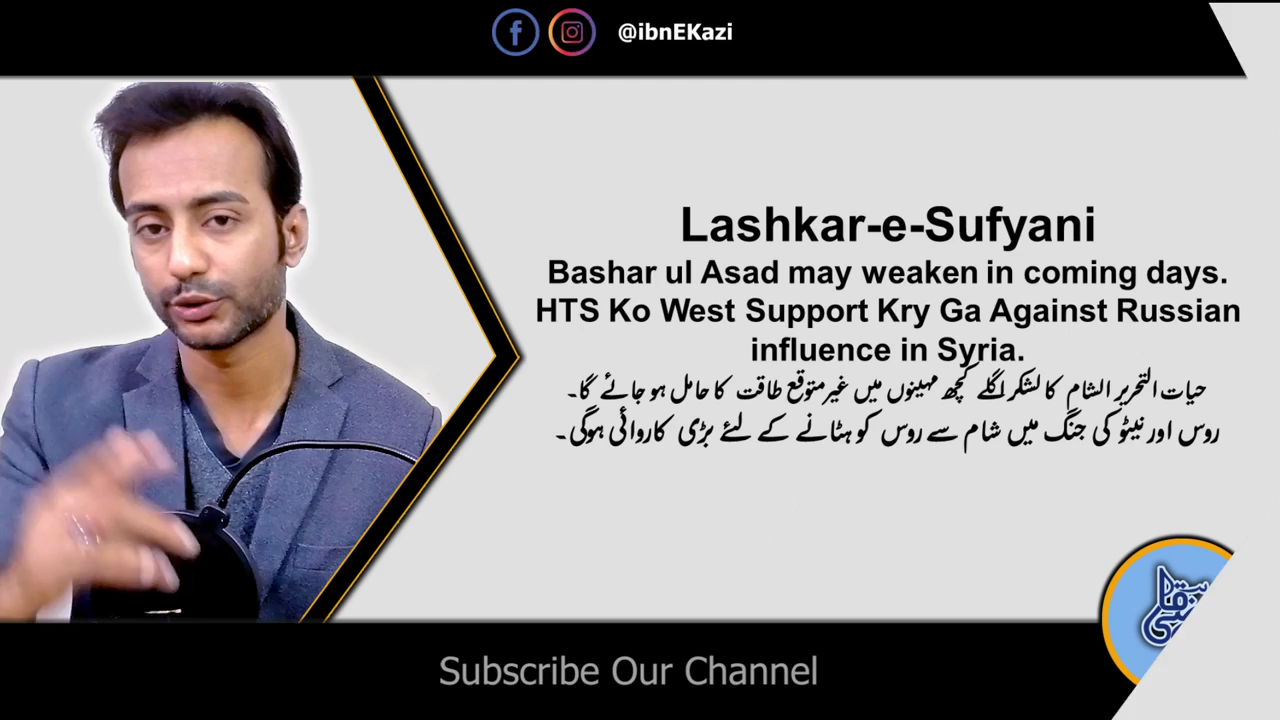 @ibnEKazi
Lashkar-e-Sufyani
Bashar ul Asad may weaken in coming days.
HTS Ko West Support Kry Ga Against Russian
influence in Syria.
حیات التحریر الشام کا لشکر اگلے کچھ مہینوں میں غیر متوقع طاقت کا حامل ہو جائے گا۔
روس اور نیٹو کی جنگ میں شام سے روس کو ہٹانے کے لئے بڑی کاروائی ہوگی۔
Subscribe Our Channel